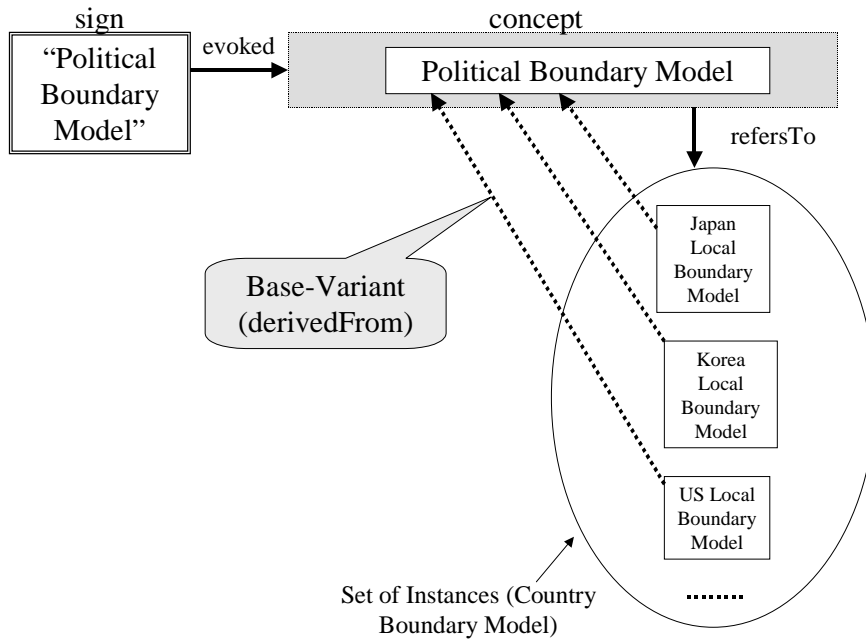 sign
“Political
Boundary
Model”
evoked
concept
Political Boundary Model
refersTo
Japan
Local
Boundary
Model
Base-Variant
(derivedFrom)
Korea
Local
Boundary
Model
US Local
Boundary
Model
Set of Instances (Country
Boundary Model)